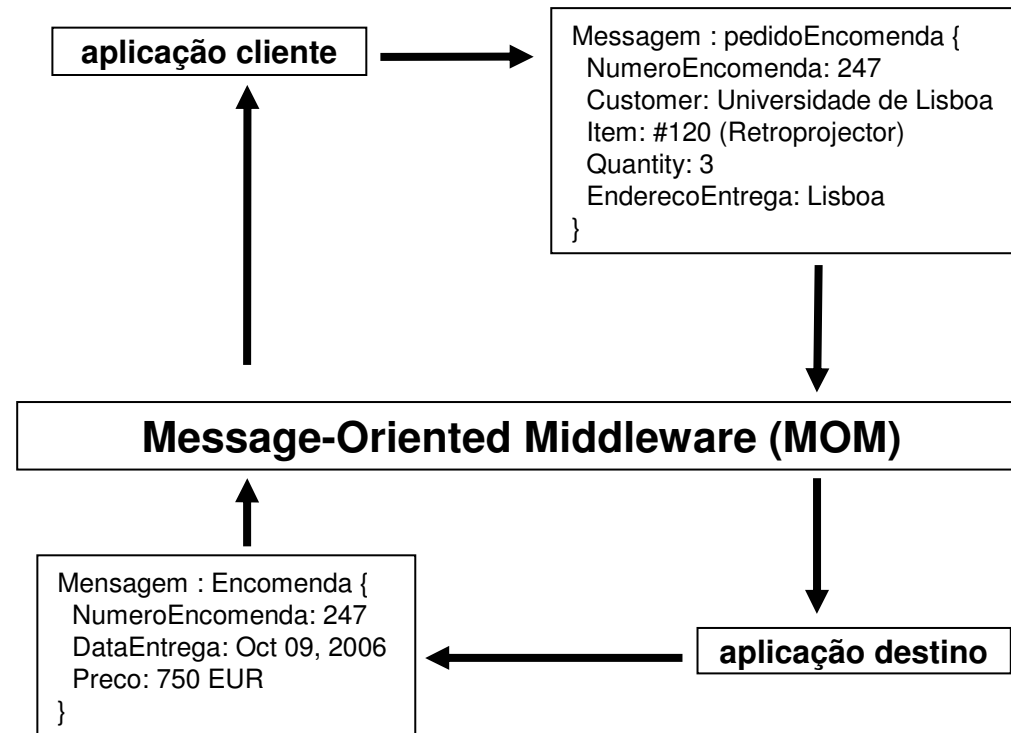 aplicação cliente
Messagem : pedidoEncomenda {
NumeroEncomenda: 247
Customer: Universidade de Lisboa
Item: #120 (Retroprojector)
Quantity: 3
EnderecoEntrega: Lisboa
}
Message-Oriented Middleware (MOM)
Mensagem : Encomenda {
NumeroEncomenda: 247
DataEntrega: Oct 09, 2006
Preco: 750 EUR
}
aplicação destino